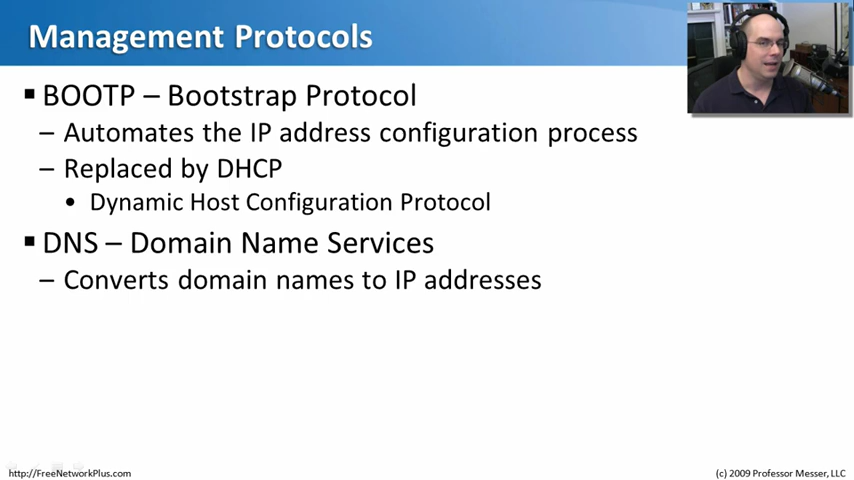 Management Protocols
▪ BOOTP – Bootstrap Protocol
– Automates the IP address configuration process
– Replaced by DHCP
• Dynamic Host Configuration Protocol
▪ DNS – Domain Name Services
– Converts domain names to IP addresses
http://FreeNetworkPlus.com
(c) 2009 Professor Messer, LLC